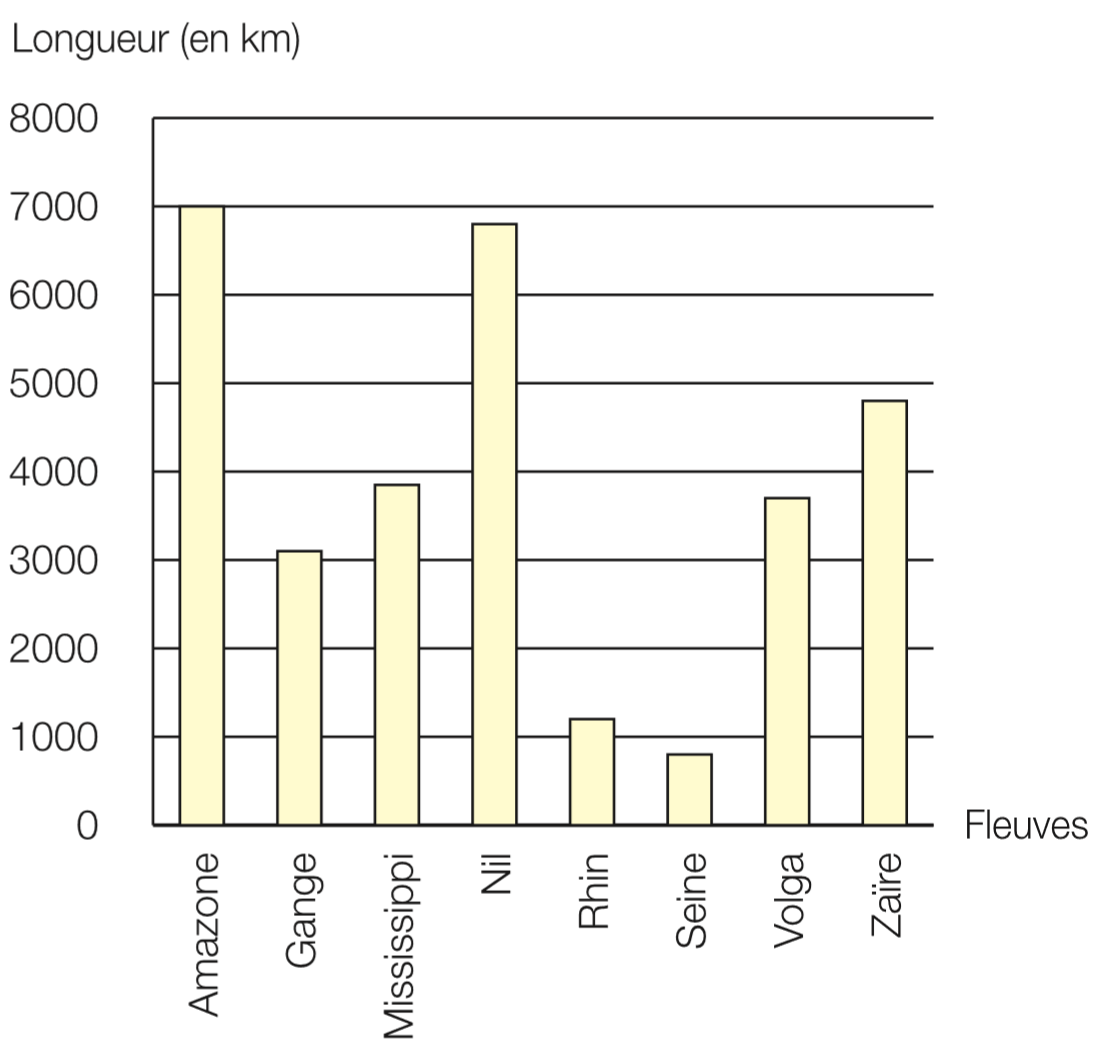 Longueur (en km)
8000
7000
6000
5000
4000
3000
2000
1000
0
Fleuves
Amazone
Gange
Mississippi
Nil
Rhin
Seine
Volga
Zaïre